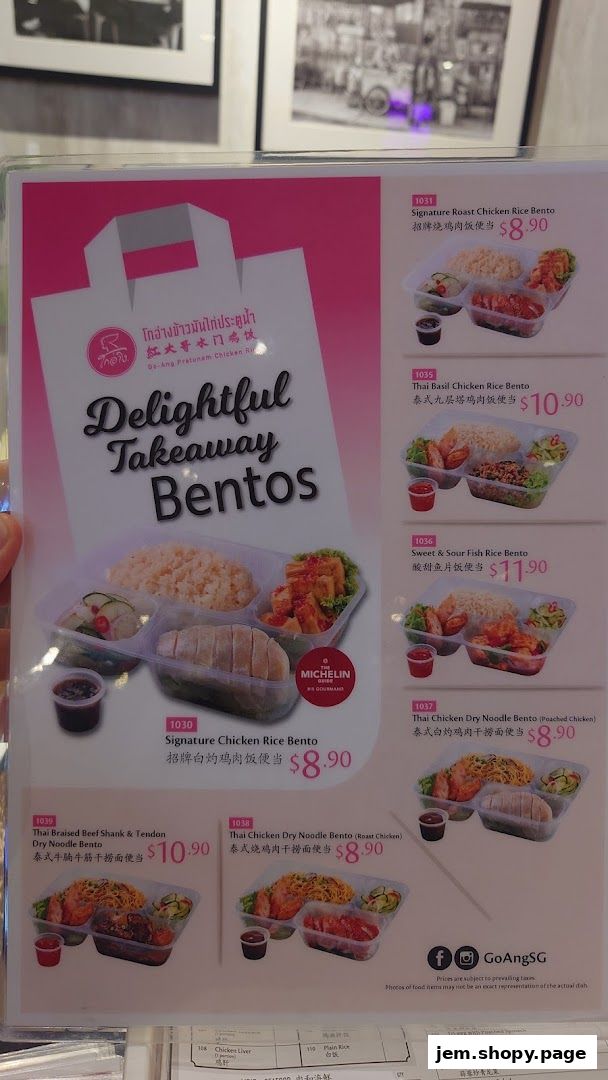 โกอ่างข้าวมันไก่ประตูน้ำ
红大哥水门鸡饭
Go-Ang Pratunam Chicken Rice
Delightful
Takeaway
Bentos
THE
MICHELIN
GUIDE
BIB GOURMAND
1030
Signature Chicken Rice Bento
招牌白灼鸡肉饭便当 $8.90
1031
Signature Roast Chicken Rice Bento
招牌烧鸡肉饭便当 $8.90
1035
Thai Basil Chicken Rice Bento
泰式九层塔鸡肉饭便当 $10.90
1036
Sweet & Sour Fish Rice Bento
酸甜鱼片饭便当 $11.90
1037
Thai Chicken Dry Noodle Bento (Poached Chicken)
泰式白灼鸡肉干捞面便当 $8.90
1039
Thai Braised Beef Shank & Tendon
Dry Noodle Bento
泰式牛腩牛筋干捞面便当 $10.90
1038
Thai Chicken Dry Noodle Bento (Roast Chicken)
泰式烧鸡肉干捞面便当 $8.90
GoAngSG
Prices are subject to prevailing taxes.
Photos of food items may not be an exact representation of the actual dish.
108 Chicken Liver
(1 portion)
鸡肝
110 Plain Rice
白饭
jem.shopy.page